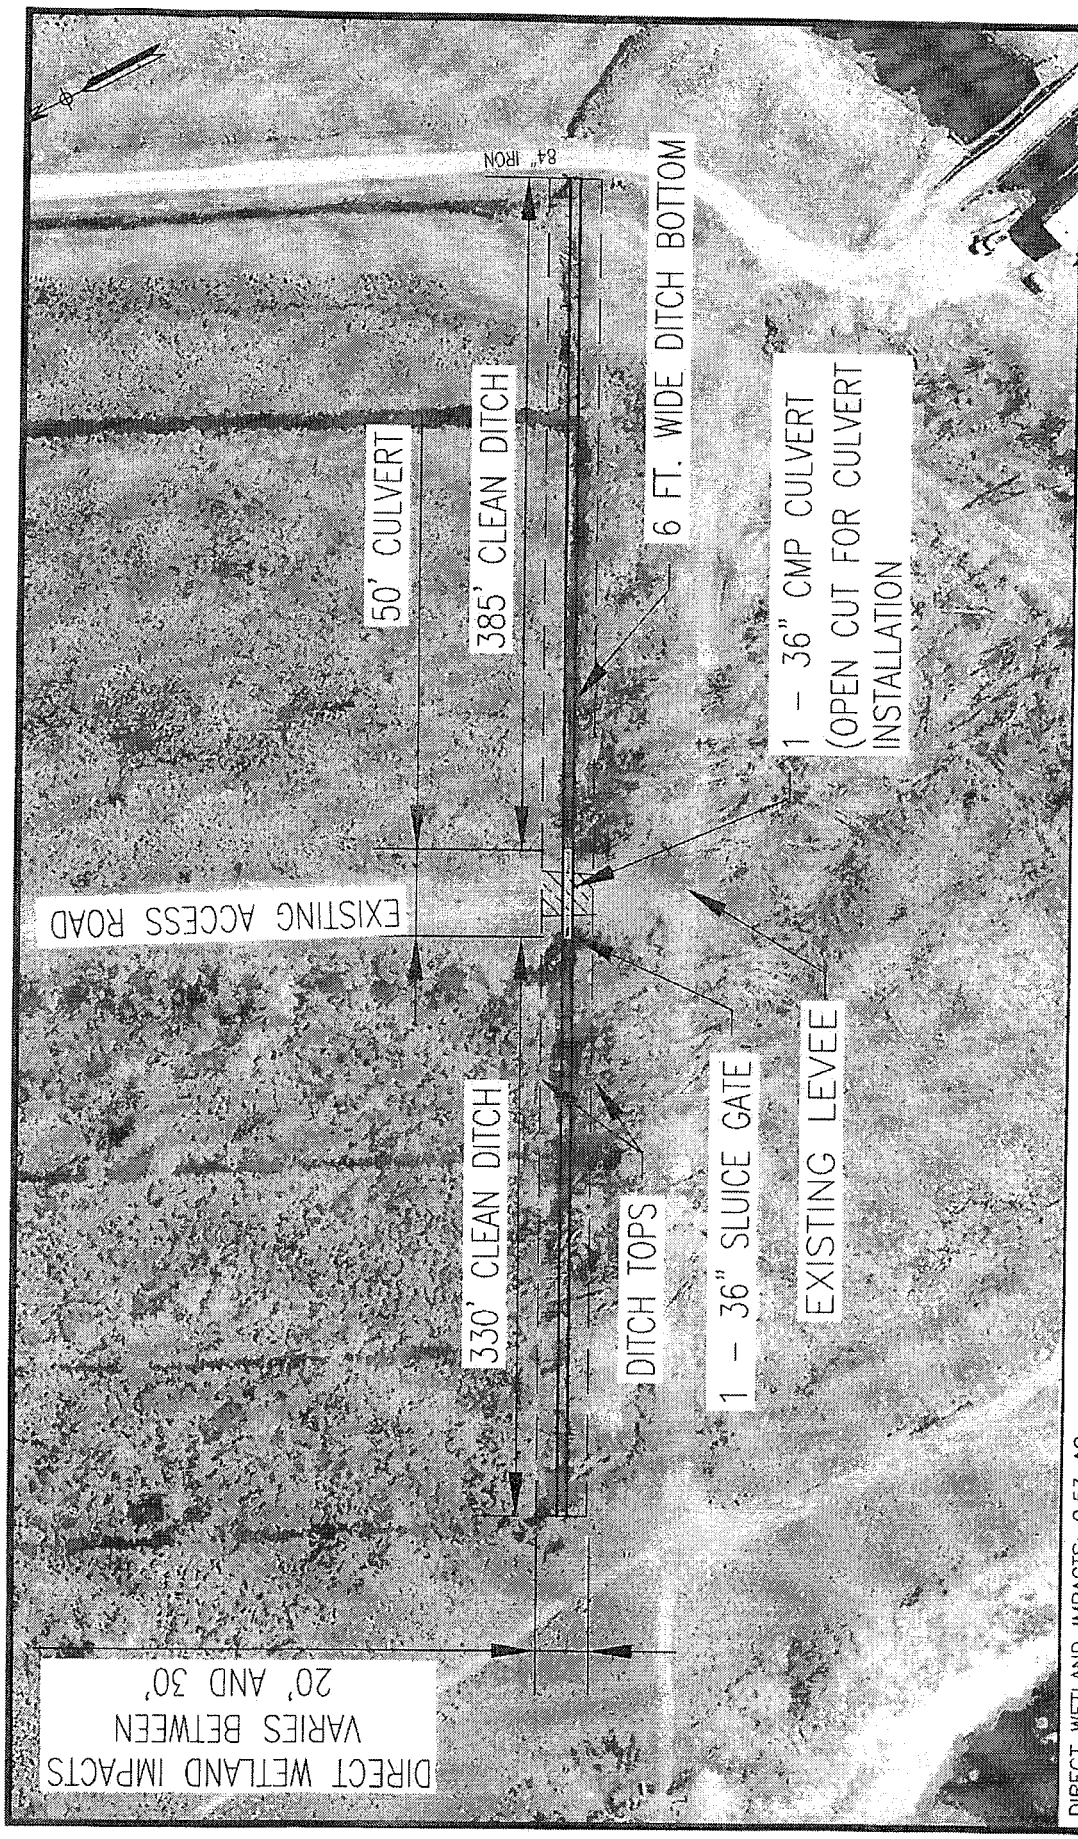 DIRECT WETLAND IMPACTS
VARIES BETWEEN
20' AND 30'
EXISTING ACCESS ROAD
50' CULVERT
330' CLEAN DITCH
385' CLEAN DITCH
84" IRON
DITCH TOPS
6 FT. WIDE DITCH BOTTOM
1 - 36" SLUICE GATE
1 - 36" CMP CULVERT
(OPEN CUT FOR CULVERT
INSTALLATION
EXISTING LEVEE
DIRECT WETLAND IMPACTS: